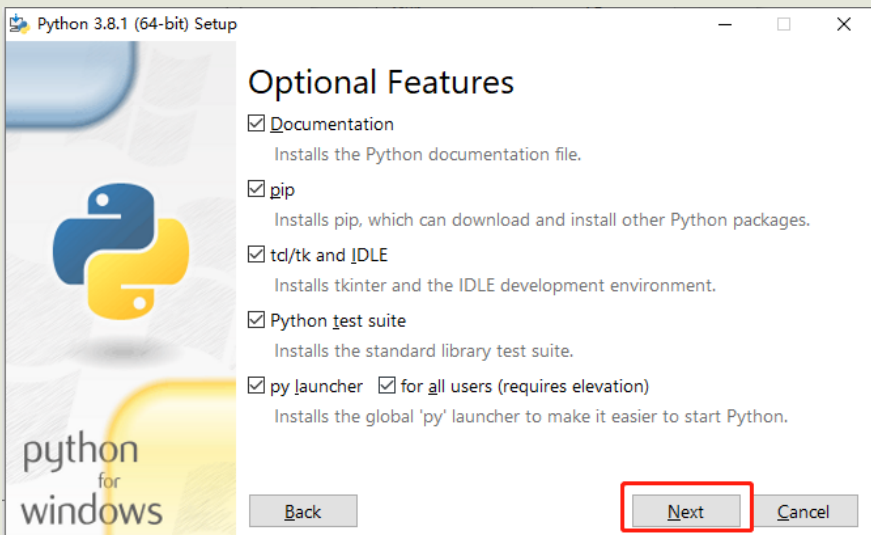 Python 3.8.1 (64-bit) Setup
Optional Features
Documentation
Installs the Python documentation file.
pip
Installs pip, which can download and install other Python packages.
tcl/tk and IDLE
Installs tkinter and the IDLE development environment.
Python test suite
Installs the standard library test suite.
py launcher for all users (requires elevation)
Installs the global 'py' launcher to make it easier to start Python.
python
for
windows
Back Next Cancel